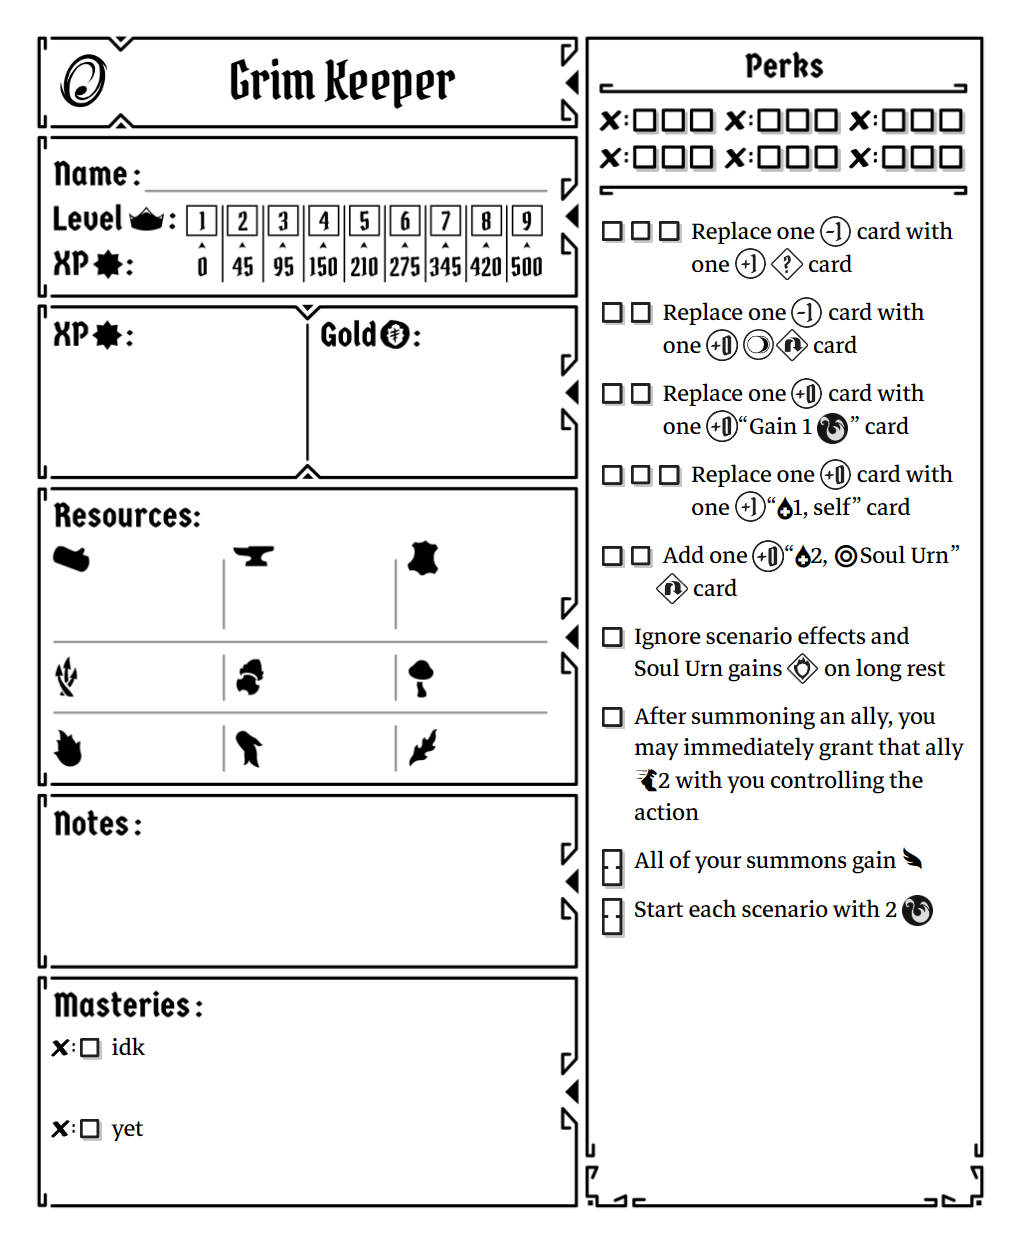 Grim Keeper
Name:
Level : 1 2 3 4 5 6 7 8 9
XP : 0 45 95 150 210 275 345 420 500
XP : Gold :
Resources:
Notes:
Masteries:
idk
yet
Perks
Replace one -1 card with
one +1 ? card
Replace one -1 card with
one +0 card
Replace one +0 card with
one +0 “Gain 1 ” card
Replace one +0 card with
one +1 “ 1, self” card
Add one +0 “ 2, Soul Urn”
card
Ignore scenario effects and
Soul Urn gains on long rest
After summoning an ally, you
may immediately grant that ally
2 with you controlling the
action
All of your summons gain
Start each scenario with 2